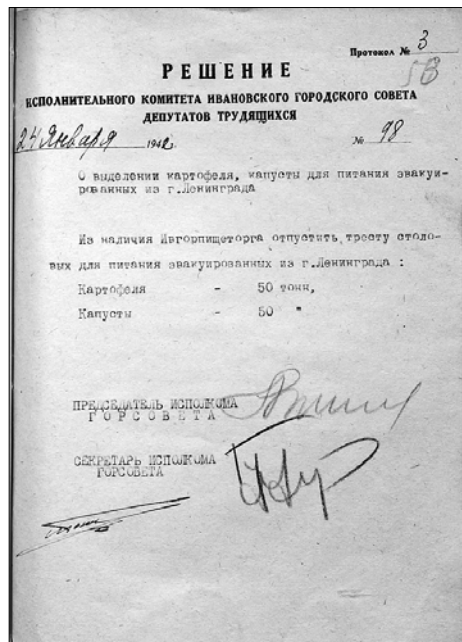 Протокол № 3
53
РЕШЕНИЕ
ИСПОЛНИТЕЛЬНОГО КОМИТЕТА ИВАНОВСКОГО ГОРОДСКОГО СОВЕТА
ДЕПУТАТОВ ТРУДЯЩИХСЯ
24 Января 1942 № 98
О выделении картофеля, капусты для питания эвакуи-
рованных из г.Ленинграда
Из наличия Ивгорпищеторга отпустить тресту столо-
вых для питания эвакуированных из г.Ленинграда :
Картофеля - 50 тонн,
Капусты - 50 "
ПРЕДСЕДАТЕЛЬ ИСПОЛКОМА
ГОРСОВЕТА
СЕКРЕТАРЬ ИСПОЛКОМА
ГОРСОВЕТА